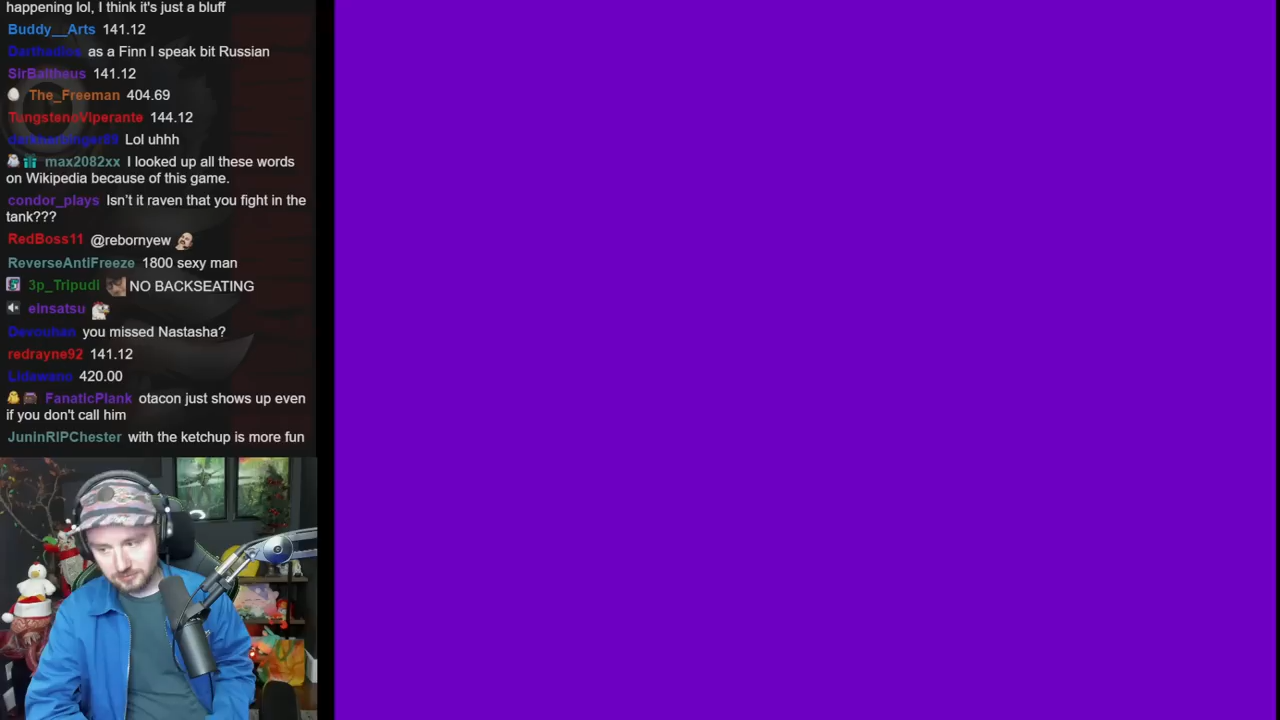 happening lol, I think it's just a bluff
Buddy__Arts 141.12
as a Finn I speak bit Russian
SirBaltheus 141.12
The_Freeman 404.69
TungstenoVIperante 144.12
Lol uhhh
max2082xx I looked up all these words
on Wikipedia because of this game.
condor_plays Isn't it raven that you fight in the
tank???
RedBoss11 @rebornyew
ReverseAntiFreeze 1800 sexy man
3p_Tripudi NO BACKSEATING
einsatsu
Devouhan you missed Nastasha?
redrayne92 141.12
420.00
FanaticPlank otacon just shows up even
if you don't call him
JuninRIPChester with the ketchup is more fun